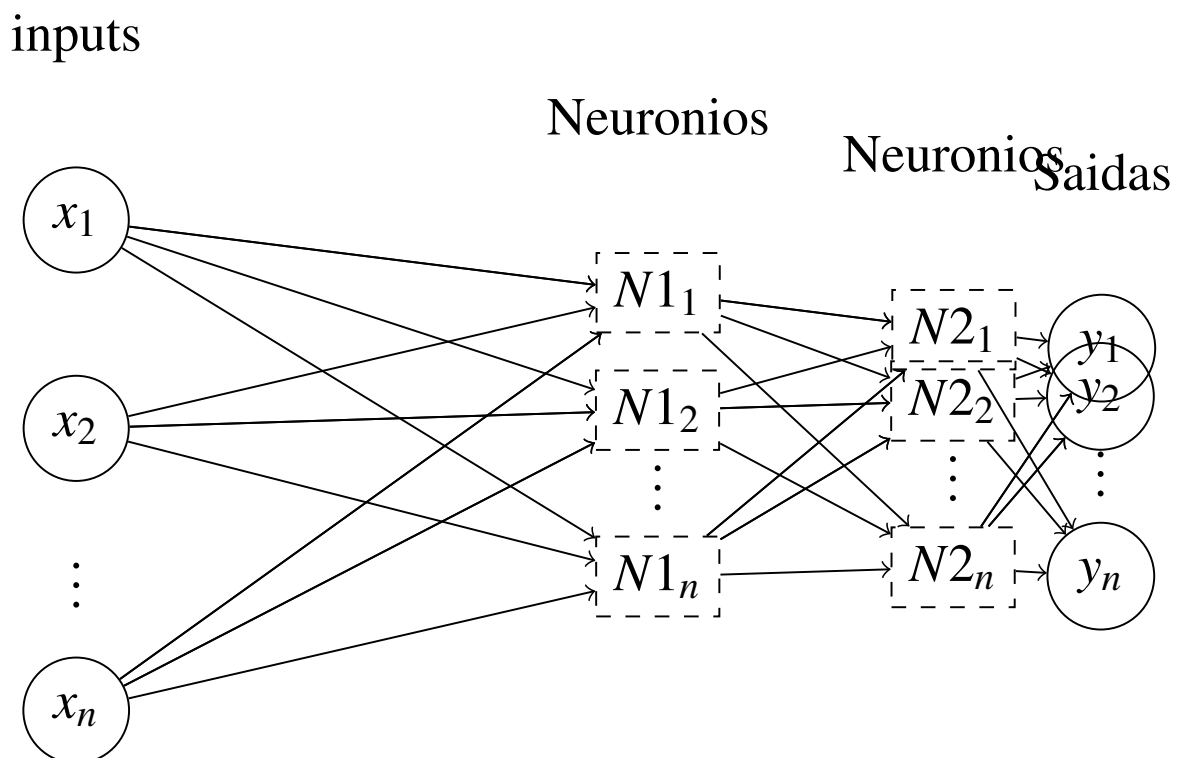 inputs
Neuronios
Neuronios
Saidas
x1
x2
⋮
xn
N11
N12
⋮
N1n
N21
N22
⋮
N2n
y1
y2
⋮
yn